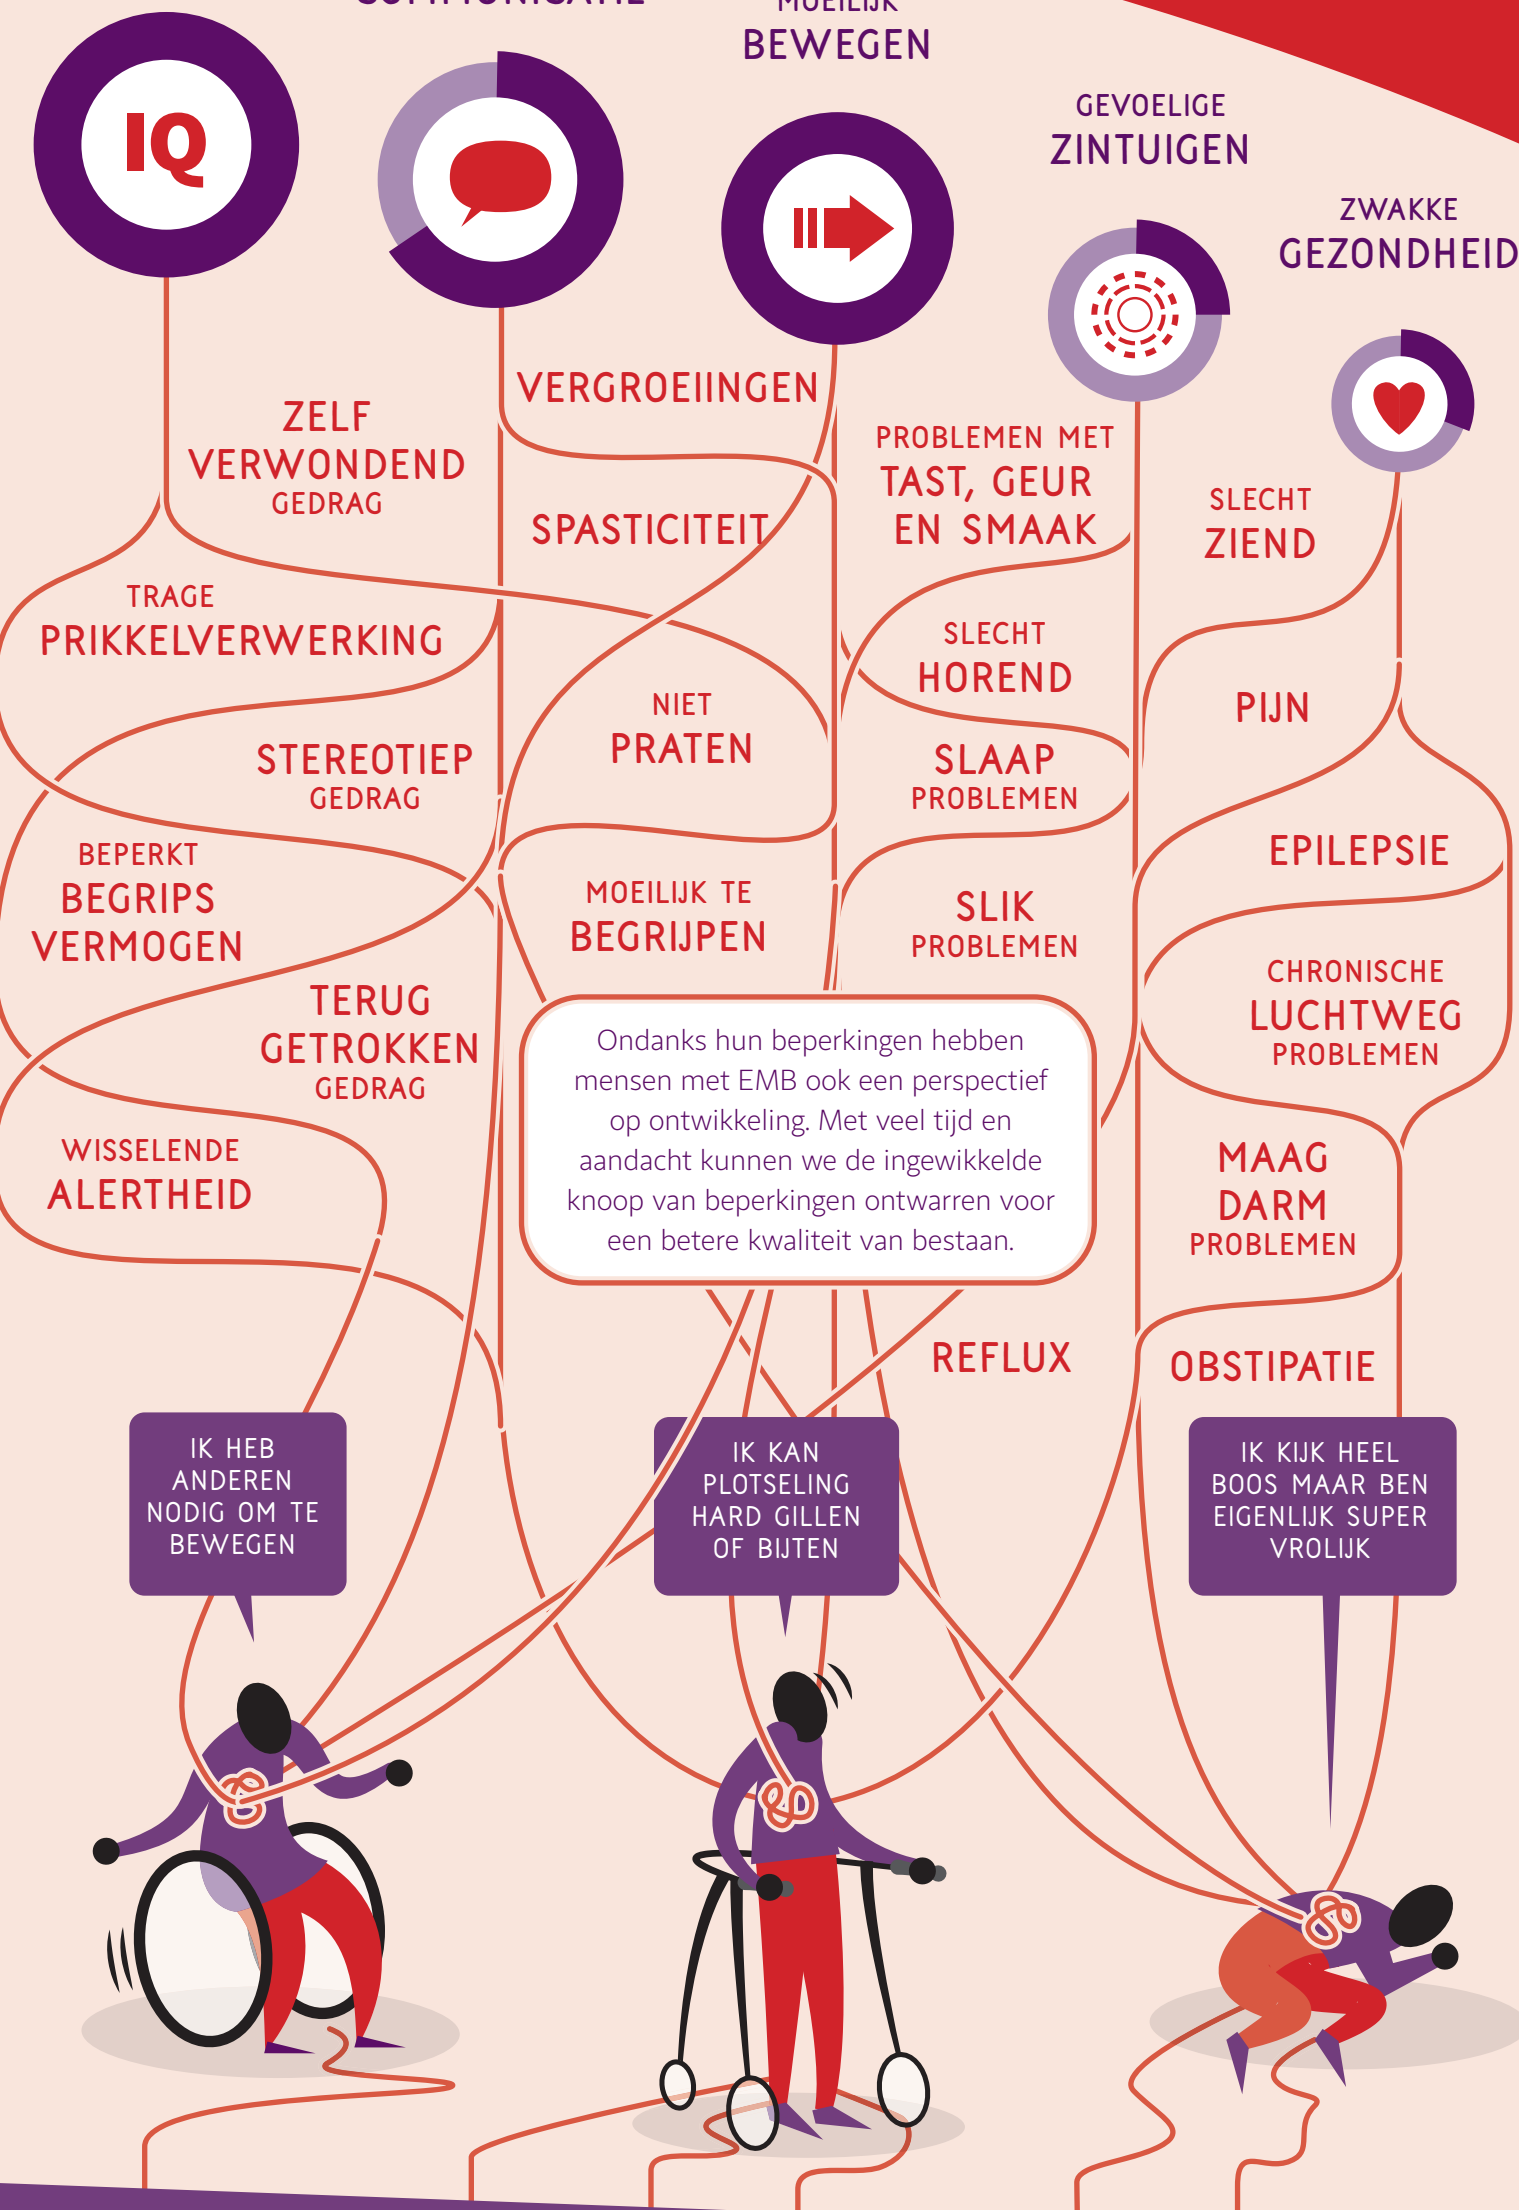 COMMUNICATIE
MOEILIJK
BEWEGEN
GEVOELIGE
ZINTUIGEN
ZWAKKE
GEZONDHEID
IQ
VERGROEIINGEN
ZELF
VERWONDEND
GEDRAG
PROBLEMEN MET
TAST, GEUR
EN SMAAK
SPASTICITEIT
SLECHT
ZIEND
TRAGE
PRIKKELVERWERKING
SLECHT
HOREND
NIET
PRATEN
PIJN
STEREOTIEP
GEDRAG
SLAAP
PROBLEMEN
BEPERKT
BEGRIPS
VERMOGEN
EPILEPSIE
MOEILIJK TE
BEGRIJPEN
SLIK
PROBLEMEN
TERUG
GETROKKEN
GEDRAG
CHRONISCHE
LUCHTWEG
PROBLEMEN
Ondanks hun beperkingen hebben
mensen met EMB ook een perspectief
op ontwikkeling. Met veel tijd en
aandacht kunnen we de ingewikkelde
knoop van beperkingen ontwarren voor
een betere kwaliteit van bestaan.
WISSELENDE
ALERTHEID
MAAG
DARM
PROBLEMEN
REFLUX
OBSTIPATIE
IK HEB
ANDEREN
NODIG OM TE
BEWEGEN
IK KAN
PLOTSELING
HARD GILLEN
OF BIJTEN
IK KIJK HEEL
BOOS MAAR BEN
EIGENLIJK SUPER
VROLIJK